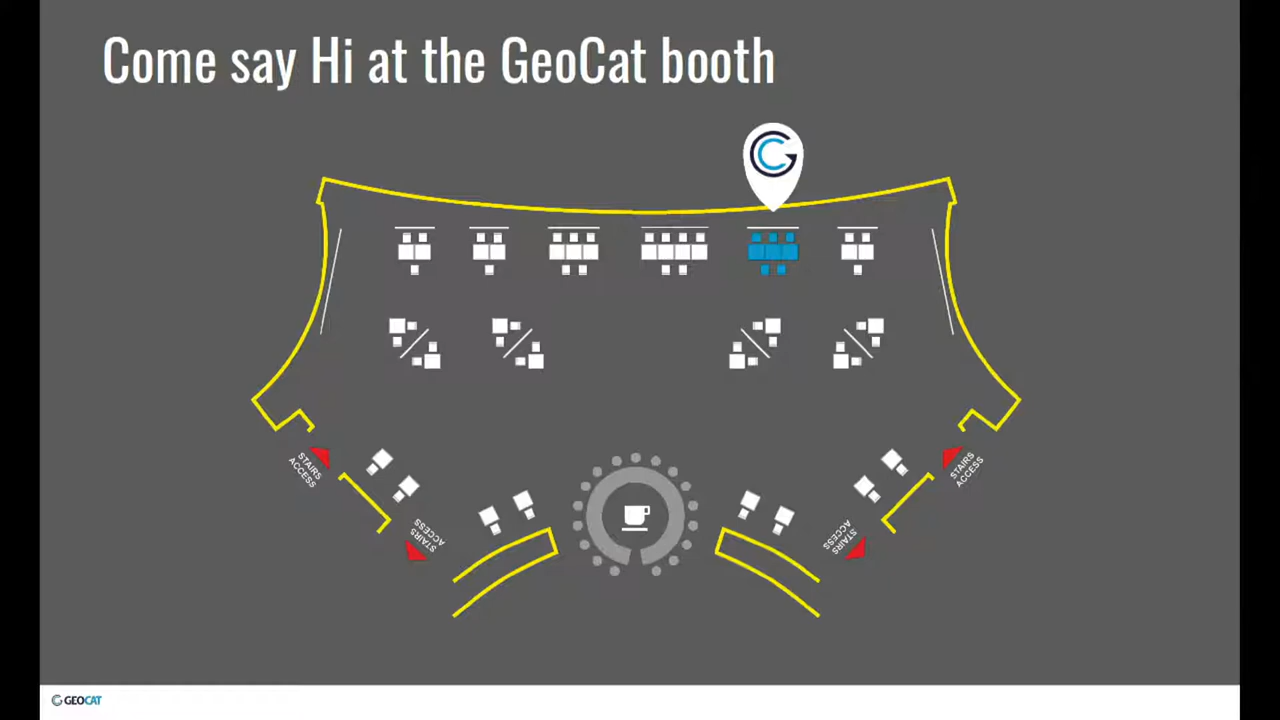 Come say Hi at the GeoCat booth
STAIRS
ACCESS
STAIRS
ACCESS
STAIRS
ACCESS
STAIRS
ACCESS
GEOCAT